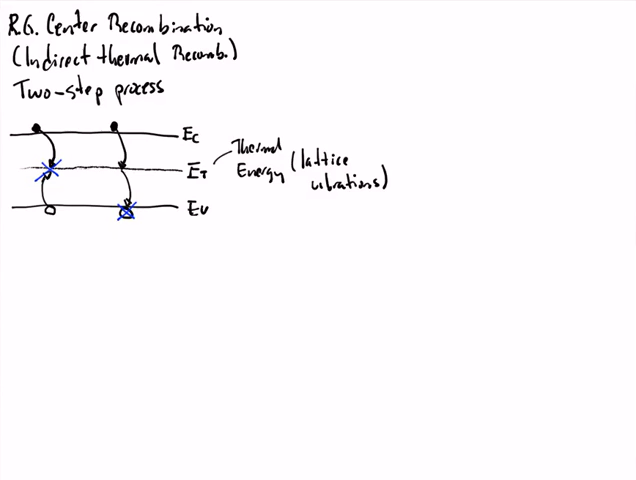 R.G. Center Recombination
(Indirect thermal Recomb.)
Two-step process
Ec
ET
Thermal
Energy
(lattice
vibrations)
Ev